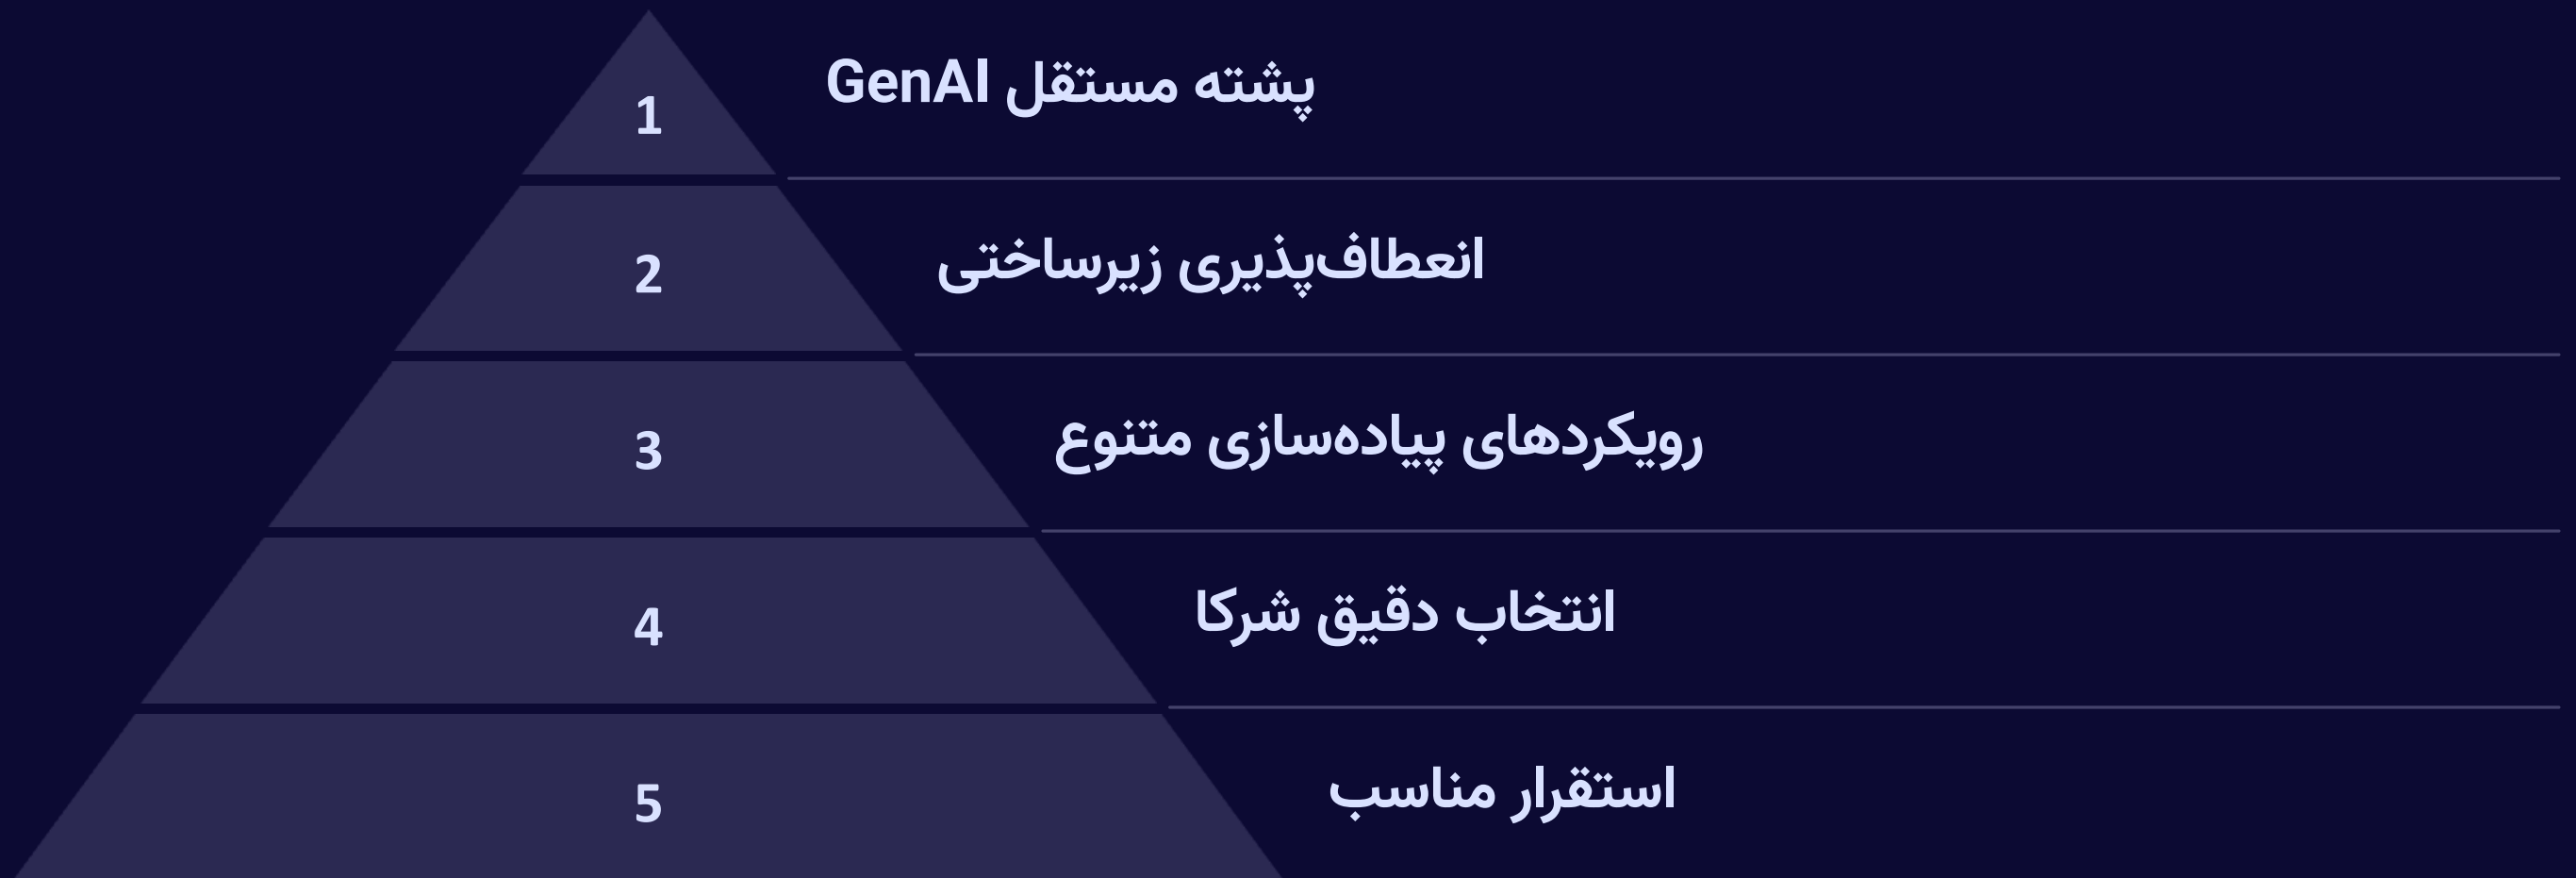 1
پشته مستقل GenAI
2
انعطاف‌پذیری زیرساختی
3
رویکردهای پیاده‌سازی متنوع
4
انتخاب دقیق شرکا
5
استقرار مناسب